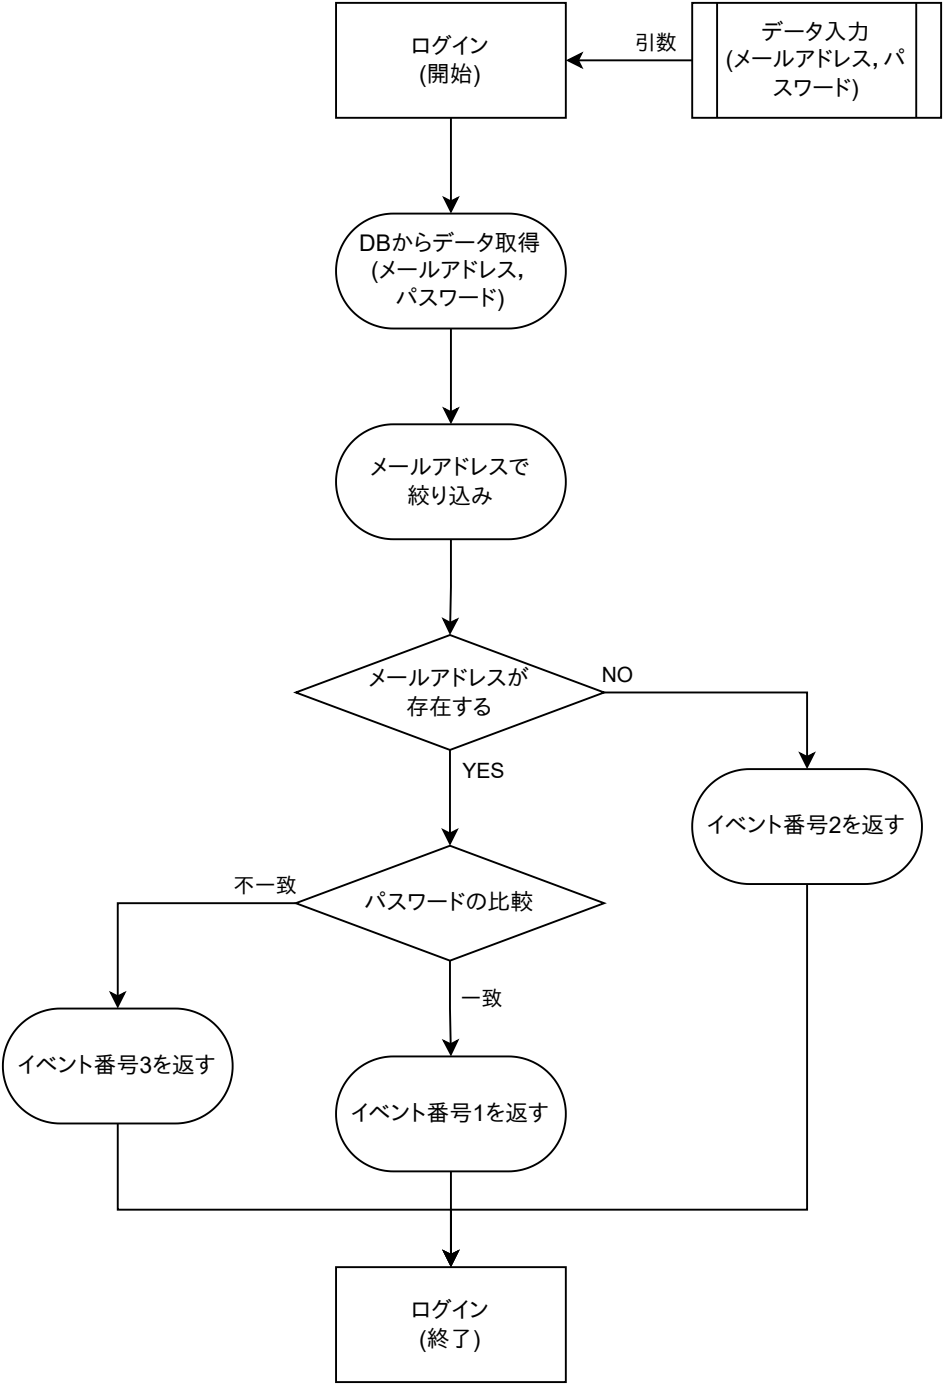 ログイン
(開始)
引数
データ入力
(メールアドレス, パ
スワード)
DBからデータ取得
(メールアドレス,
パスワード)
メールアドレスで
絞り込み
メールアドレスが
存在する
NO
YES
イベント番号2を返す
不一致
パスワードの比較
一致
イベント番号3を返す
イベント番号1を返す
ログイン
(終了)